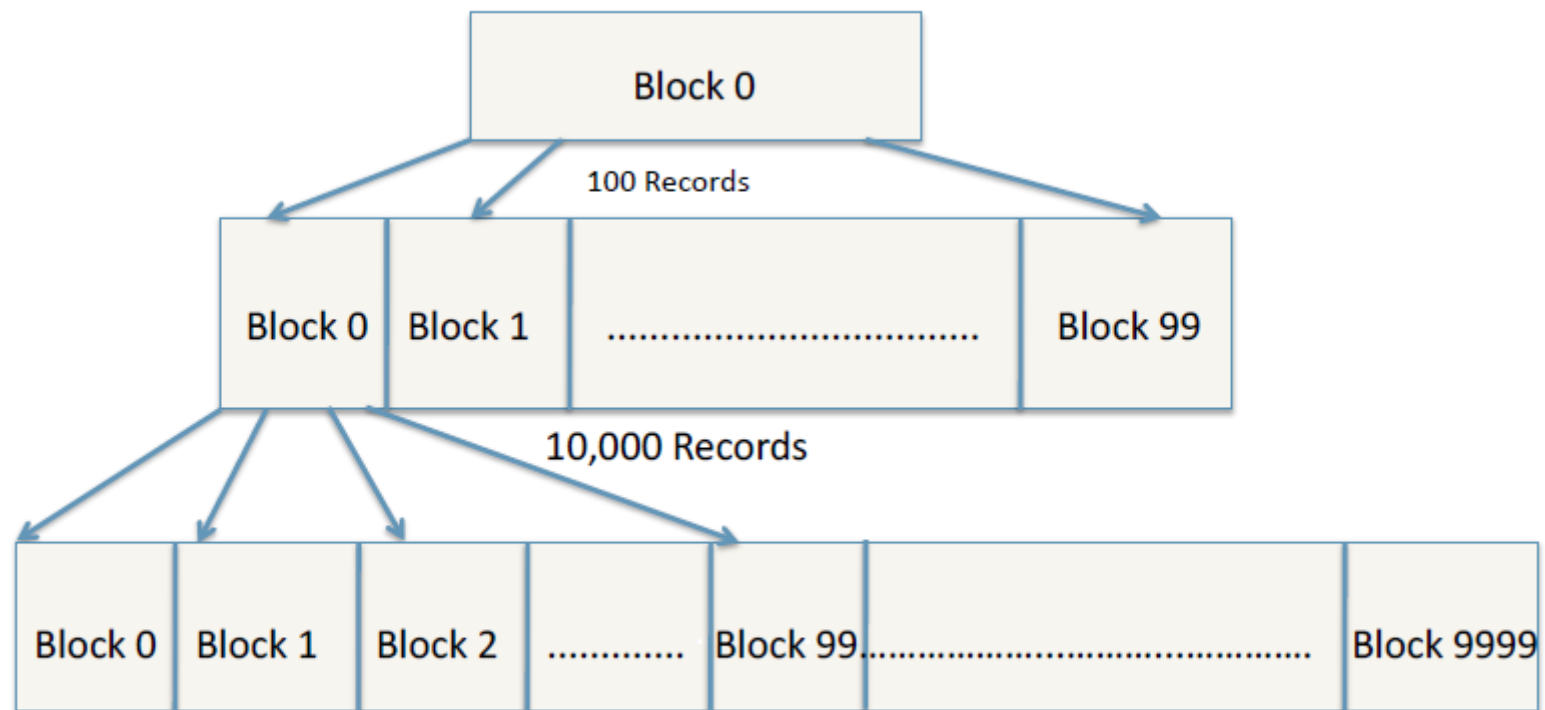 Block 0
100 Records
Block 0 Block 1 .................................. Block 99
10,000 Records
Block 0 Block 1 Block 2 ............. Block 99.......................................... Block 9999